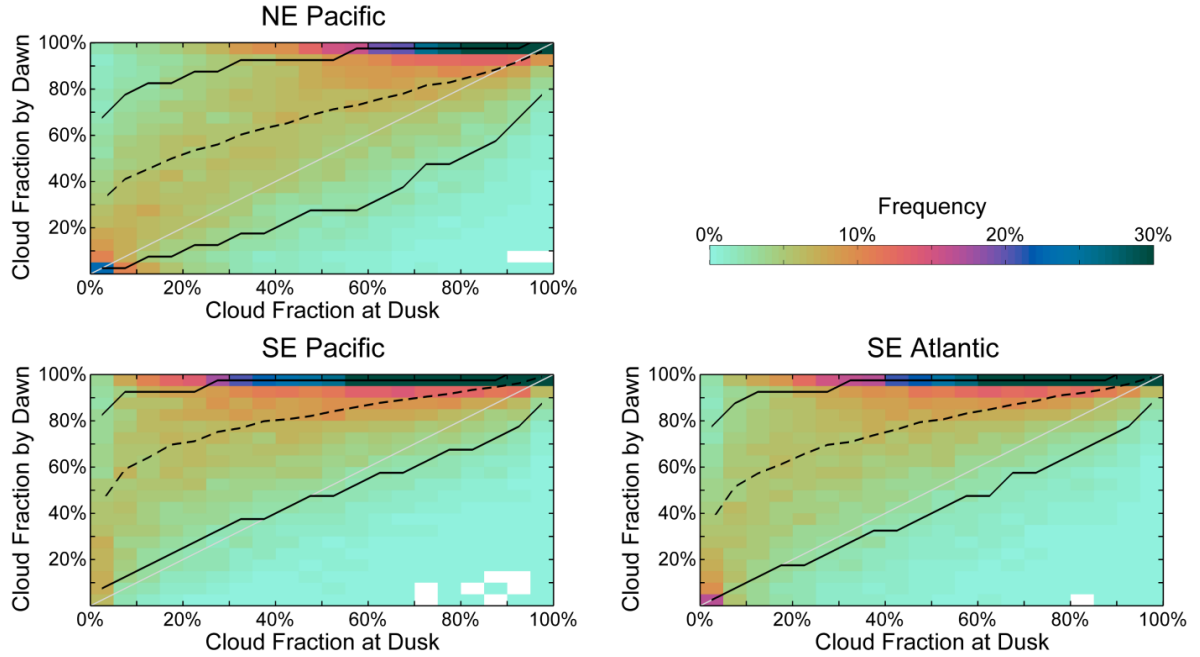 NE Pacific
Cloud Fraction by Dawn
100%
80%
60%
40%
20%
0% 20% 40% 60% 80% 100%
Cloud Fraction at Dusk
Frequency
0% 10% 20% 30%
SE Pacific
Cloud Fraction by Dawn
100%
80%
60%
40%
20%
0% 20% 40% 60% 80% 100%
Cloud Fraction at Dusk
SE Atlantic
Cloud Fraction by Dawn
100%
80%
60%
40%
20%
0% 20% 40% 60% 80% 100%
Cloud Fraction at Dusk